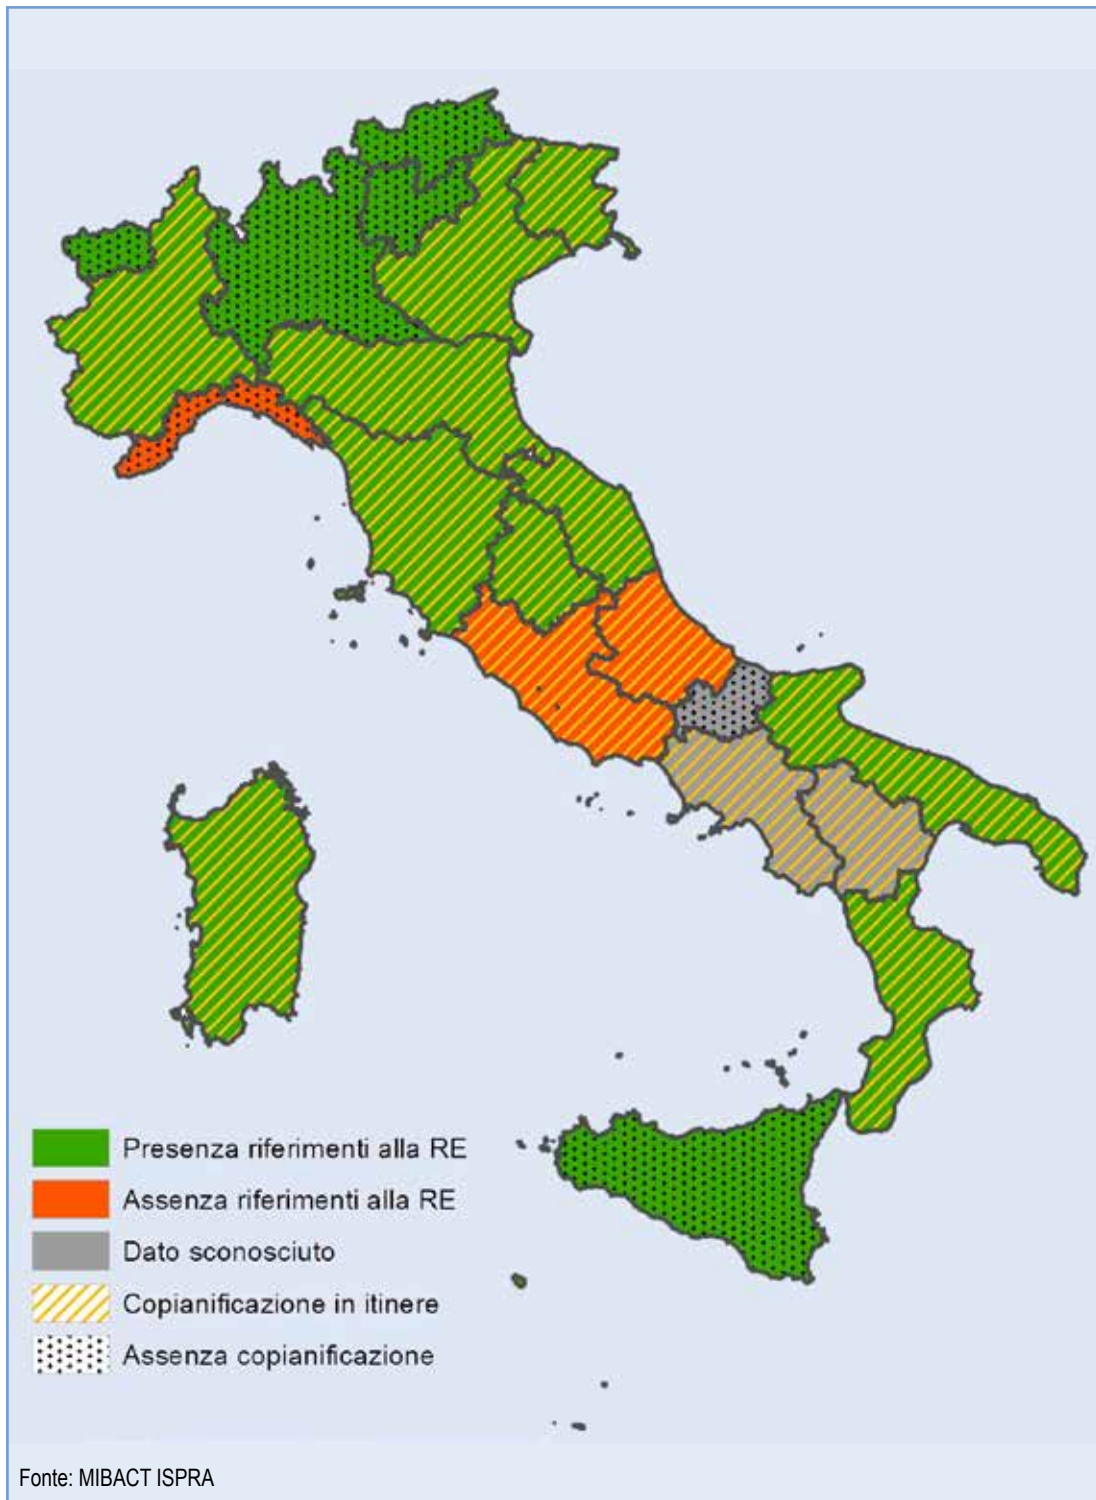 Presenza riferimenti alla RE
Assenza riferimenti alla RE
Dato sconosciuto
Copianificazione in itinere
Assenza copianificazione
Fonte: MIBACT ISPRA